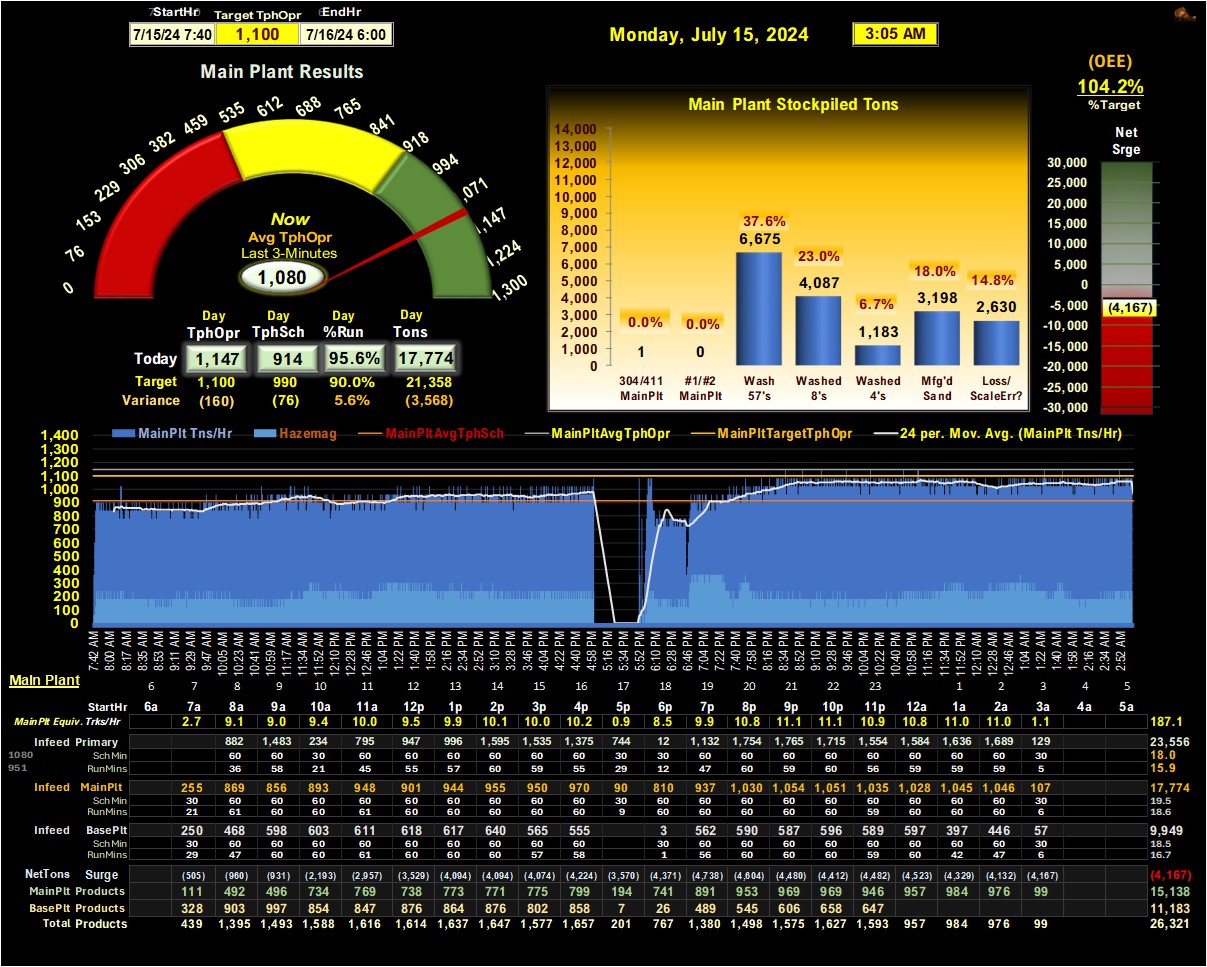 StartHr Target TphOpr EndHr
7/15/24 7:40 1,100 7/16/24 6:00
Monday, July 15, 2024 3:05 AM
(OEE)
104.2%
%Target
Main Plant Results
0 76 153 229 306 382 459 535 612 688 765 841 918 994 ,071 ,147 1,224 1,300
Now
Avg TphOpr
Last 3-Minutes
1,080
Day Day Day Day
TphOpr TphSch %Run Tons
Today 1,147 914 95.6% 17,774
Target 1,100 990 90.0% 21,358
Variance (160) (76) 5.6% (3,568)
Main Plant Stockpiled Tons
14,000
13,000
12,000
11,000
10,000
9,000
8,000
7,000
6,000
5,000
4,000
3,000
2,000
1,000
0
0.0% 0.0% 37.6% 23.0% 6.7% 18.0% 14.8%
1 0 6,675 4,087 1,183 3,198 2,630
304/411 #1/#2 Wash Washed Washed Mfg'd Loss/
MainPlt MainPlt 57's 8's 4's Sand ScaleErr?
Net
Srge
30,000
25,000
20,000
15,000
10,000
5,000
0
-5,000
-10,000
-15,000
-20,000
-25,000
-30,000
(4,167)
MainPlt Tns/Hr Hazemag MainPltAvgTphSch MainPltAvgTphOpr MainPltTargetTphOpr 24 per. Mov. Avg. (MainPlt Tns/Hr)
1,400
1,300
1,200
1,100
1,000
900
800
700
600
500
400
300
200
100
0
7:42 AM 8:00 AM 8:17 AM 8:35 AM 8:53 AM 9:11 AM 9:29 AM 9:47 AM 10:05 AM 10:23 AM 10:41 AM 10:59 AM 11:17 AM 11:34 AM 11:52 AM 12:10 PM 12:28 PM 12:46 PM 1:04 PM 1:22 PM 1:40 PM 1:58 PM 2:16 PM 2:34 PM 2:52 PM 3:10 PM 3:28 PM 3:46 PM 4:04 PM 4:22 PM 4:40 PM 4:58 PM 5:16 PM 5:34 PM 5:52 PM 6:10 PM 6:28 PM 6:46 PM 7:04 PM 7:22 PM 7:40 PM 7:58 PM 8:16 PM 8:34 PM 8:52 PM 9:10 PM 9:28 PM 9:46 PM 10:04 PM 10:22 PM 10:40 PM 10:58 PM 11:16 PM 11:34 PM 11:52 PM 12:10 AM 12:28 AM 12:46 AM 1:04 AM 1:22 AM 1:40 AM 1:58 AM 2:16 AM 2:34 AM 2:52 AM
Main Plant 6 7 8 9 10 11 12 13 14 15 16 17 18 19 20 21 22 23 1 2 3 4 5
StartHr 6a 7a 8a 9a 10a 11a 12p 1p 2p 3p 4p 5p 6p 7p 8p 9p 10p 11p 12a 1a 2a 3a 4a 5a
MainPlt Equiv. Trks/Hr 2.7 9.1 9.0 9.4 10.0 9.5 9.9 10.1 10.0 10.2 0.9 8.5 9.9 10.8 11.1 11.1 10.9 10.8 11.0 11.0 1.1 187.1
Infeed Primary 882 1,483 234 795 947 996 1,595 1,535 375 744 12 1,132 1,754 1,765 1,715 1,554 1,584 1,636 1,689 129 23,556
1080 SchMin 60 30 60 60 60 60 60 60 60 30 30 60 60 60 60 60 60 60 60 30 18.0
951 RunMins 36 58 21 45 55 57 60 59 55 29 12 47 60 59 60 56 59 59 59 5 15.9
Infeed MainPlt 255 869 856 893 948 901 944 955 950 970 90 810 937 1,030 1,054 1,051 1,035 1,028 1,045 1,046 107 17,774
SchMin 30 60 60 60 60 60 60 60 60 60 30 60 60 60 60 60 60 60 60 60 30 19.5
RunMins 21 61 60 60 61 60 60 60 60 60 9 60 60 60 60 60 59 60 60 60 6 18.6
Infeed BasePlt 250 468 598 603 611 618 617 640 565 555 3 562 590 587 596 589 597 397 446 57 9,949
SchMin 30 60 60 60 60 60 60 60 60 60 30 60 60 60 60 60 60 60 60 30 18.5
RunMins 29 47 60 60 61 60 60 60 57 58 1 56 60 60 60 59 60 42 47 6 16.7
NetTons Surge (505) (960) (931) (2,193) (2,957) (3,529) (4,094) (4,094) (4,074) (4,224) (3,570) (4,371) (4,738) (4,604) (4,480) (4,412) (4,482) (4,523) (4,329) (4,132) (4,167) (4,167)
MainPlt Products 111 492 496 734 769 738 773 771 775 799 194 741 891 953 969 969 946 957 984 976 99 15,138
BasePlt Products 328 903 997 854 847 876 864 876 802 858 7 26 489 545 606 658 647 11,183
Total Products 439 1,395 1,493 1,588 1,616 1,614 1,637 1,647 1,577 1,657 201 767 1,380 1,498 1,575 1,627 1,593 957 984 976 99 26,321